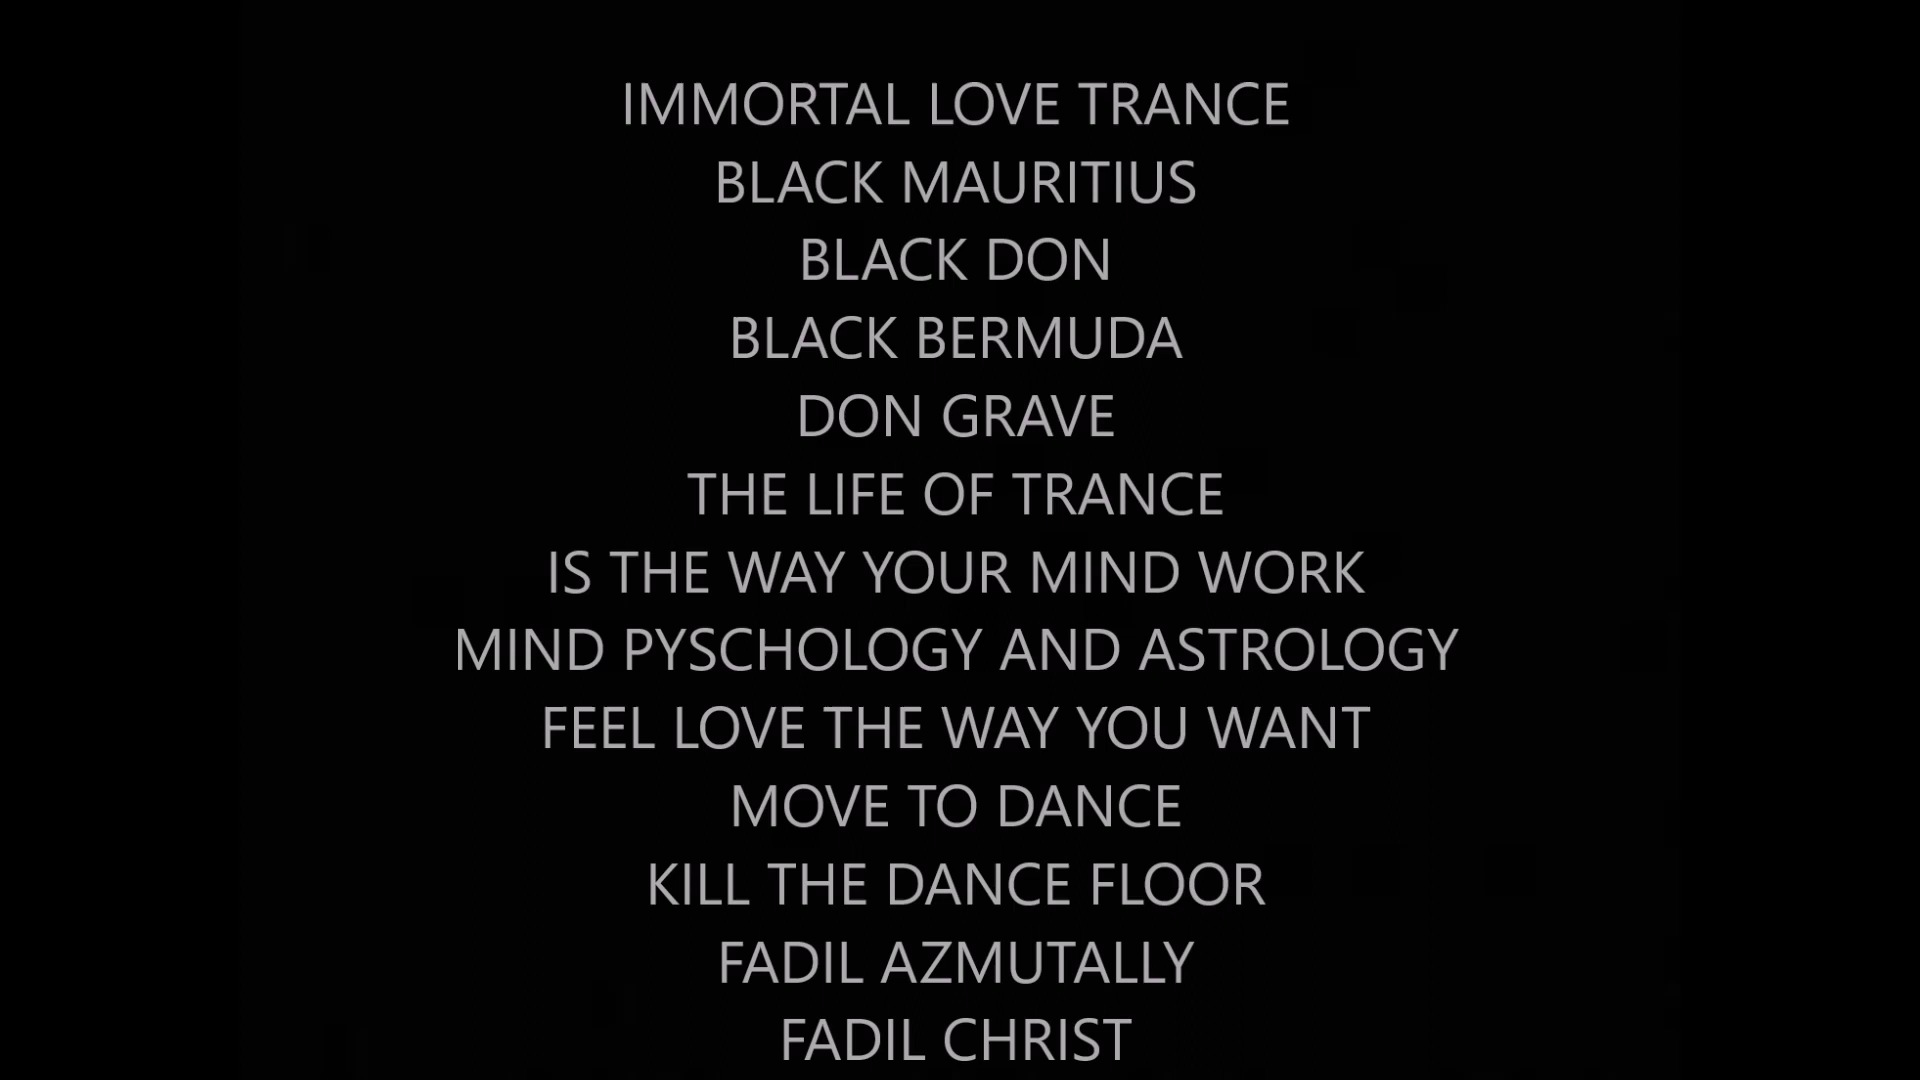 IMMORTAL LOVE TRANCE
BLACK MAURITIUS
BLACK DON
BLACK BERMUDA
DON GRAVE
THE LIFE OF TRANCE
IS THE WAY YOUR MIND WORK
MIND PYSCHOLOGY AND ASTROLOGY
FEEL LOVE THE WAY YOU WANT
MOVE TO DANCE
KILL THE DANCE FLOOR
FADIL AZMUTALLY
FADIL CHRIST